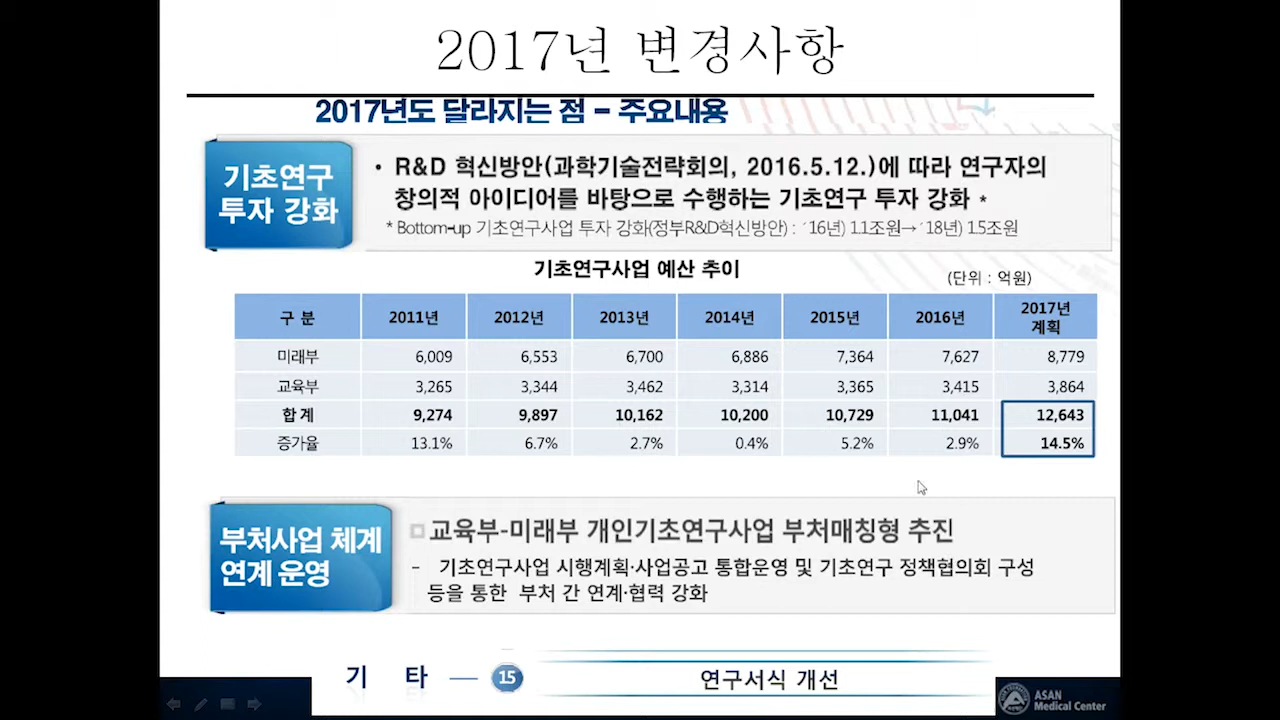 2017년 변경사항
2017년도 달라지는 점 - 주요내용
기초연구
투자 강화
• R&D 혁신방안(과학기술전략회의, 2016.5.12.)에 따라 연구자의
창의적 아이디어를 바탕으로 수행하는 기초연구 투자 강화 *
* Bottom-up 기초연구사업 투자 강화(정부R&D혁신방안) : ´16년) 1.1조원→´18년) 1.5조원
기초연구사업 예산 추이
(단위 : 억원)
구 분 2011년 2012년 2013년 2014년 2015년 2016년 2017년 계획
미래부 6,009 6,553 6,700 6,886 7,364 7,627 8,779
교육부 3,265 3,344 3,462 3,314 3,365 3,415 3,864
합 계 9,274 9,897 10,162 10,200 10,729 11,041 12,643
증가율 13.1% 6.7% 2.7% 0.4% 5.2% 2.9% 14.5%
부처사업 체계
연계 운영
□ 교육부-미래부 개인기초연구사업 부처매칭형 추진
- 기초연구사업 시행계획·사업공고 통합운영 및 기초연구 정책협의회 구성
등을 통한 부처 간 연계·협력 강화
기 타 — 15 연구서식 개선
ASAN
Medical Center